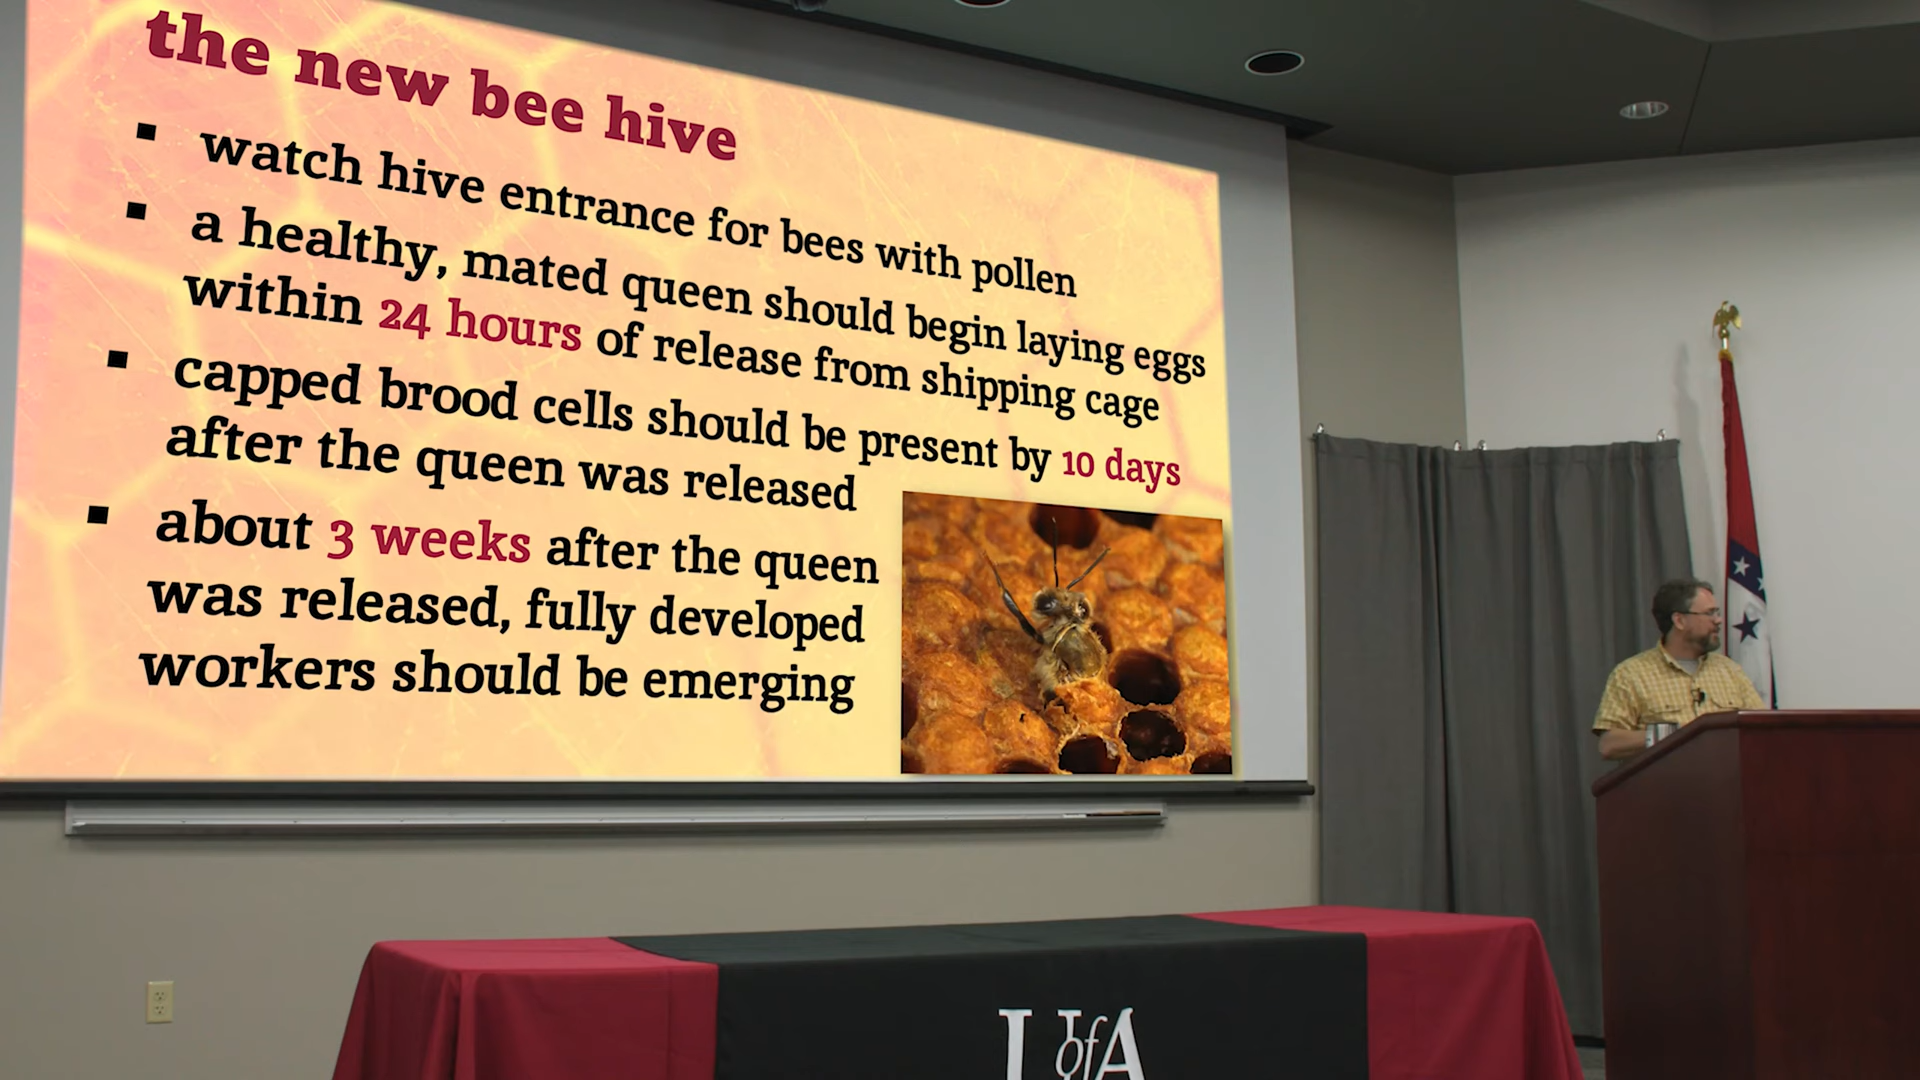 the new bee hive
▪ watch hive entrance for bees with pollen
▪ a healthy, mated queen should begin laying eggs
within 24 hours of release from shipping cage
▪ capped brood cells should be present by 10 days
after the queen was released
▪ about 3 weeks after the queen
was released, fully developed
workers should be emerging
U of A